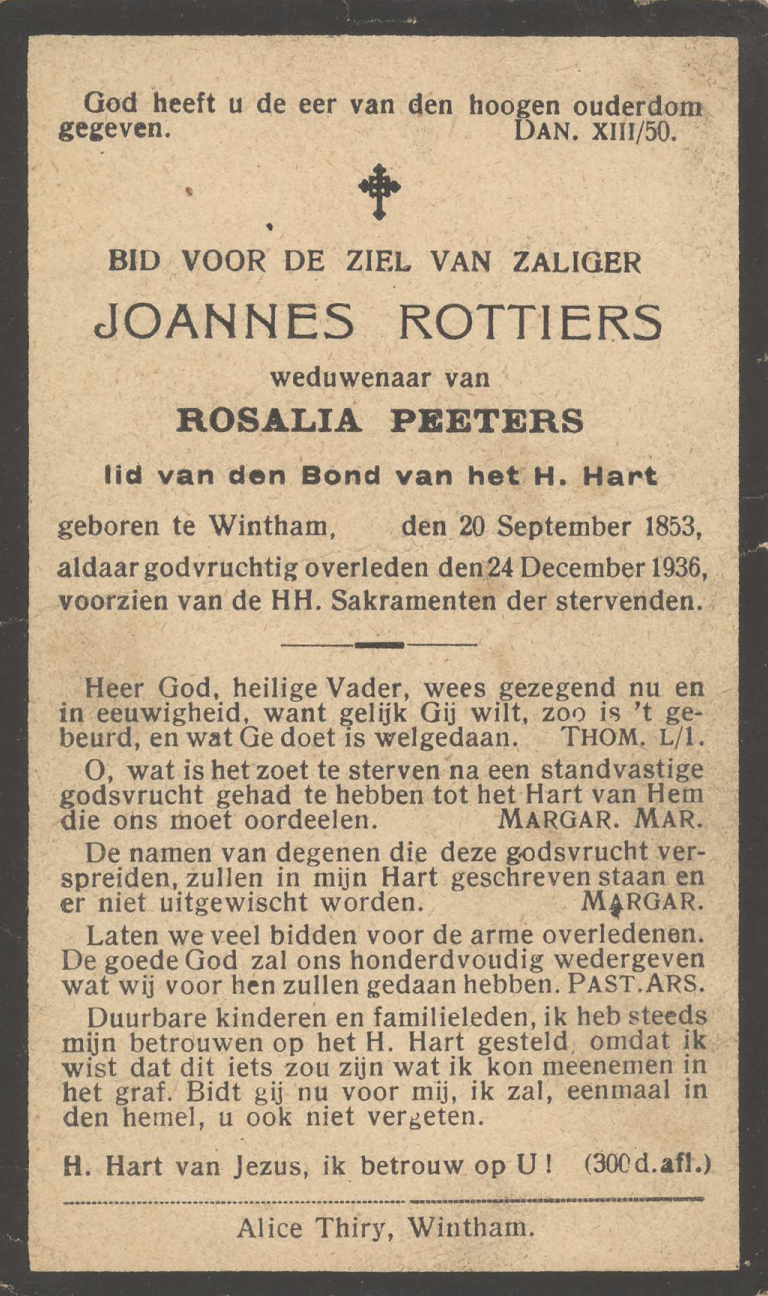 God heeft u de eer van den hoogen ouderdom
gegeven. DAN. XIII/50.
BID VOOR DE ZIEL VAN ZALIGER
JOANNES ROTTIERS
weduwenaar van
ROSALIA PEETERS
lid van den Bond van het H. Hart
geboren te Wintham, den 20 September 1853,
aldaar godvruchtig overleden den 24 December 1936,
voorzien van de HH. Sakramenten der stervenden.
Heer God, heilige Vader, wees gezegend nu en
in eeuwigheid, want gelijk Gij wilt, zoo is 't ge-
beurd, en wat Ge doet is welgedaan. THOM. L/1.
O, wat is het zoet te sterven na een standvastige
godsvrucht gehad te hebben tot het Hart van Hem
die ons moet oordeelen. MARGAR. MAR.
De namen van degenen die deze godsvrucht ver-
spreiden, zullen in mijn Hart geschreven staan en
er niet uitgewischt worden. MARGAR.
Laten we veel bidden voor de arme overledenen.
De goede God zal ons honderdvoudig wedergeven
wat wij voor hen zullen gedaan hebben. PAST. ARS.
Duurbare kinderen en familieleden, ik heb steeds
mijn betrouwen op het H. Hart gesteld, omdat ik
wist dat dit iets zou zijn wat ik kon meenemen in
het graf. Bidt gij nu voor mij, ik zal, eenmaal in
den hemel, u ook niet vergeten.
H. Hart van Jezus, ik betrouw op U! (300 d. afl.)
Alice Thiry, Wintham.